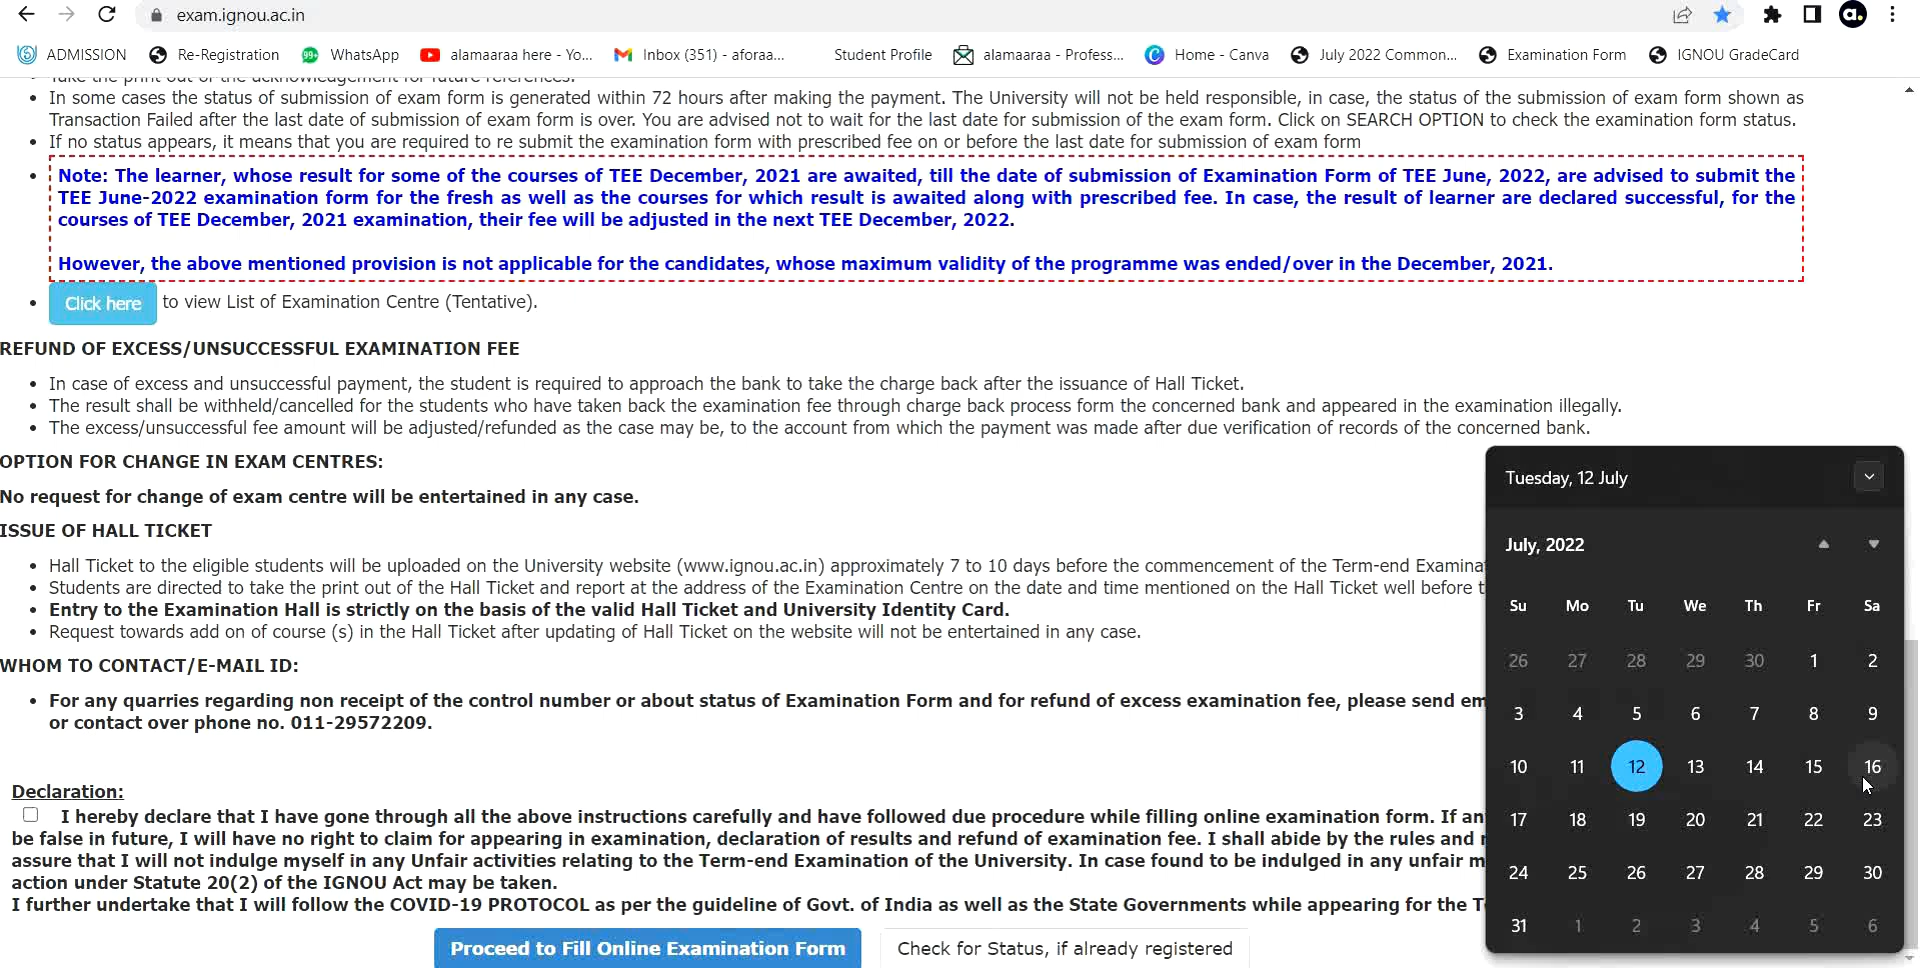 exam.ignou.ac.in
a.
ADMISSION Re-Registration 99+ WhatsApp alamaaraa here - Yo... Inbox (351) - aforaa... Student Profile alamaaraa - Profess... Home - Canva July 2022 Common... Examination Form IGNOU GradeCard
Take the print out of the acknowledgement for future references.
• In some cases the status of submission of exam form is generated within 72 hours after making the payment. The University will not be held responsible, in case, the status of the submission of exam form shown as
Transaction Failed after the last date of submission of exam form is over. You are advised not to wait for the last date for submission of the exam form. Click on SEARCH OPTION to check the examination form status.
• If no status appears, it means that you are required to re submit the examination form with prescribed fee on or before the last date for submission of exam form
• Note: The learner, whose result for some of the courses of TEE December, 2021 are awaited, till the date of submission of Examination Form of TEE June, 2022, are advised to submit the
TEE June-2022 examination form for the fresh as well as the courses for which result is awaited along with prescribed fee. In case, the result of learner are declared successful, for the
courses of TEE December, 2021 examination, their fee will be adjusted in the next TEE December, 2022.
However, the above mentioned provision is not applicable for the candidates, whose maximum validity of the programme was ended/over in the December, 2021.
• Click here to view List of Examination Centre (Tentative).
REFUND OF EXCESS/UNSUCCESSFUL EXAMINATION FEE
• In case of excess and unsuccessful payment, the student is required to approach the bank to take the charge back after the issuance of Hall Ticket.
• The result shall be withheld/cancelled for the students who have taken back the examination fee through charge back process form the concerned bank and appeared in the examination illegally.
• The excess/unsuccessful fee amount will be adjusted/refunded as the case may be, to the account from which the payment was made after due verification of records of the concerned bank.
OPTION FOR CHANGE IN EXAM CENTRES:
No request for change of exam centre will be entertained in any case.
ISSUE OF HALL TICKET
• Hall Ticket to the eligible students will be uploaded on the University website (www.ignou.ac.in) approximately 7 to 10 days before the commencement of the Term-end Examina
• Students are directed to take the print out of the Hall Ticket and report at the address of the Examination Centre on the date and time mentioned on the Hall Ticket well before t
• Entry to the Examination Hall is strictly on the basis of the valid Hall Ticket and University Identity Card.
• Request towards add on of course (s) in the Hall Ticket after updating of Hall Ticket on the website will not be entertained in any case.
WHOM TO CONTACT/E-MAIL ID:
• For any quarries regarding non receipt of the control number or about status of Examination Form and for refund of excess examination fee, please send em
or contact over phone no. 011-29572209.
Declaration:
I hereby declare that I have gone through all the above instructions carefully and have followed due procedure while filling online examination form. If an
be false in future, I will have no right to claim for appearing in examination, declaration of results and refund of examination fee. I shall abide by the rules and
assure that I will not indulge myself in any Unfair activities relating to the Term-end Examination of the University. In case found to be indulged in any unfair m
action under Statute 20(2) of the IGNOU Act may be taken.
I further undertake that I will follow the COVID-19 PROTOCOL as per the guideline of Govt. of India as well as the State Governments while appearing for the T
Proceed to Fill Online Examination Form Check for Status, if already registered
Tuesday, 12 July
July, 2022
Su Mo Tu We Th Fr Sa
26 27 28 29 30 1 2
3 4 5 6 7 8 9
10 11 12 13 14 15 16
17 18 19 20 21 22 23
24 25 26 27 28 29 30
31 1 2 3 4 5 6